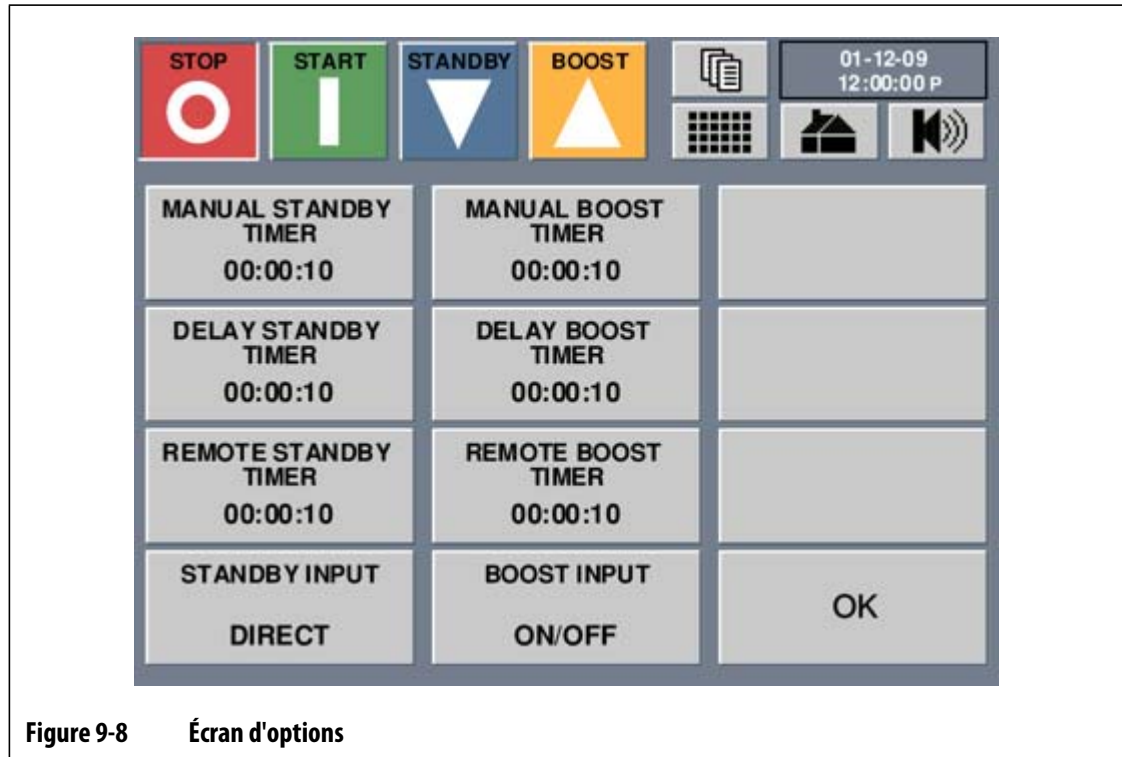 STOP
START
STANDBY
BOOST
01-12-09
12:00:00 P
MANUAL STANDBY
TIMER
00:00:10
MANUAL BOOST
TIMER
00:00:10
DELAY STANDBY
TIMER
00:00:10
DELAY BOOST
TIMER
00:00:10
REMOTE STANDBY
TIMER
00:00:10
REMOTE BOOST
TIMER
00:00:10
STANDBY INPUT
DIRECT
BOOST INPUT
ON/OFF
OK
Figure 9-8 Écran d'options